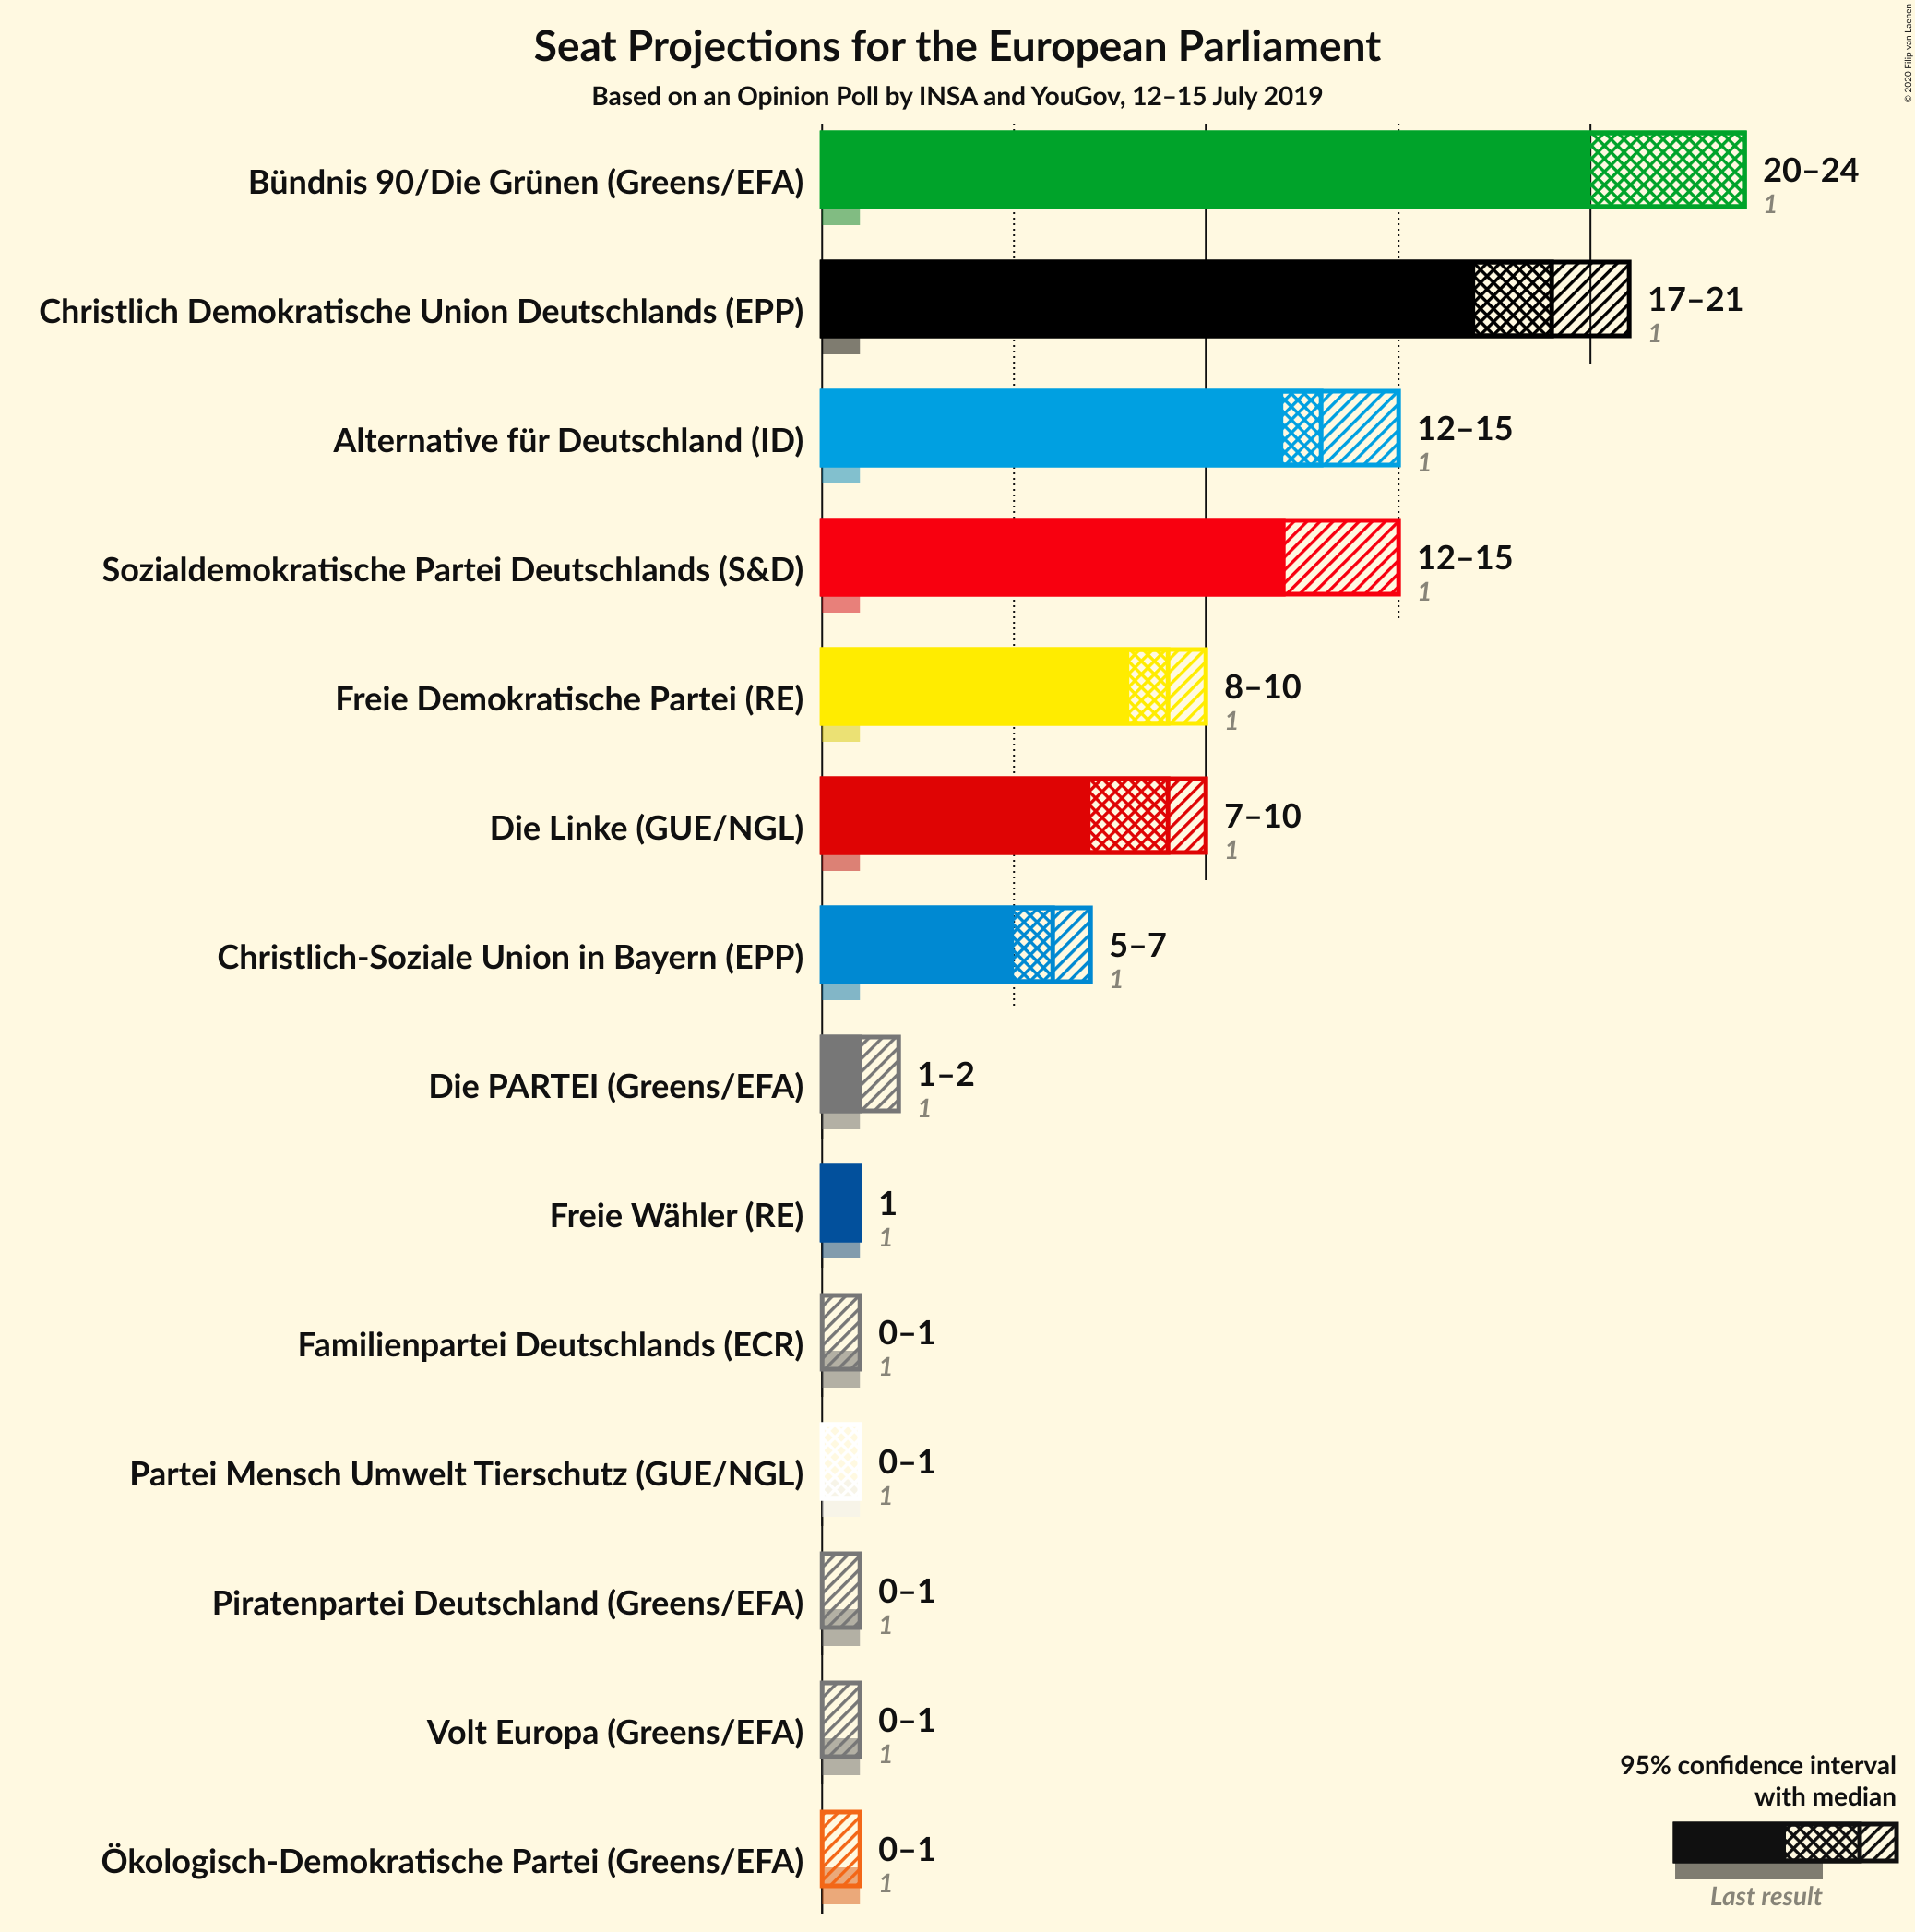 Seat Projections for the European Parliament
Based on an Opinion Poll by INSA and YouGov, 12–15 July 2019
© 2020 Filip van Laenen
Bündnis 90/Die Grünen (Greens/EFA)
20–24
1
Christlich Demokratische Union Deutschlands (EPP)
17–21
1
Alternative für Deutschland (ID)
12–15
1
Sozialdemokratische Partei Deutschlands (S&D)
12–15
1
Freie Demokratische Partei (RE)
8–10
1
Die Linke (GUE/NGL)
7–10
1
Christlich-Soziale Union in Bayern (EPP)
5–7
1
Die PARTEI (Greens/EFA)
1–2
1
Freie Wähler (RE)
1
1
Familienpartei Deutschlands (ECR)
0–1
1
Partei Mensch Umwelt Tierschutz (GUE/NGL)
0–1
1
Piratenpartei Deutschland (Greens/EFA)
0–1
1
Volt Europa (Greens/EFA)
0–1
1
Ökologisch-Demokratische Partei (Greens/EFA)
0–1
1
95% confidence interval
with median
Last result